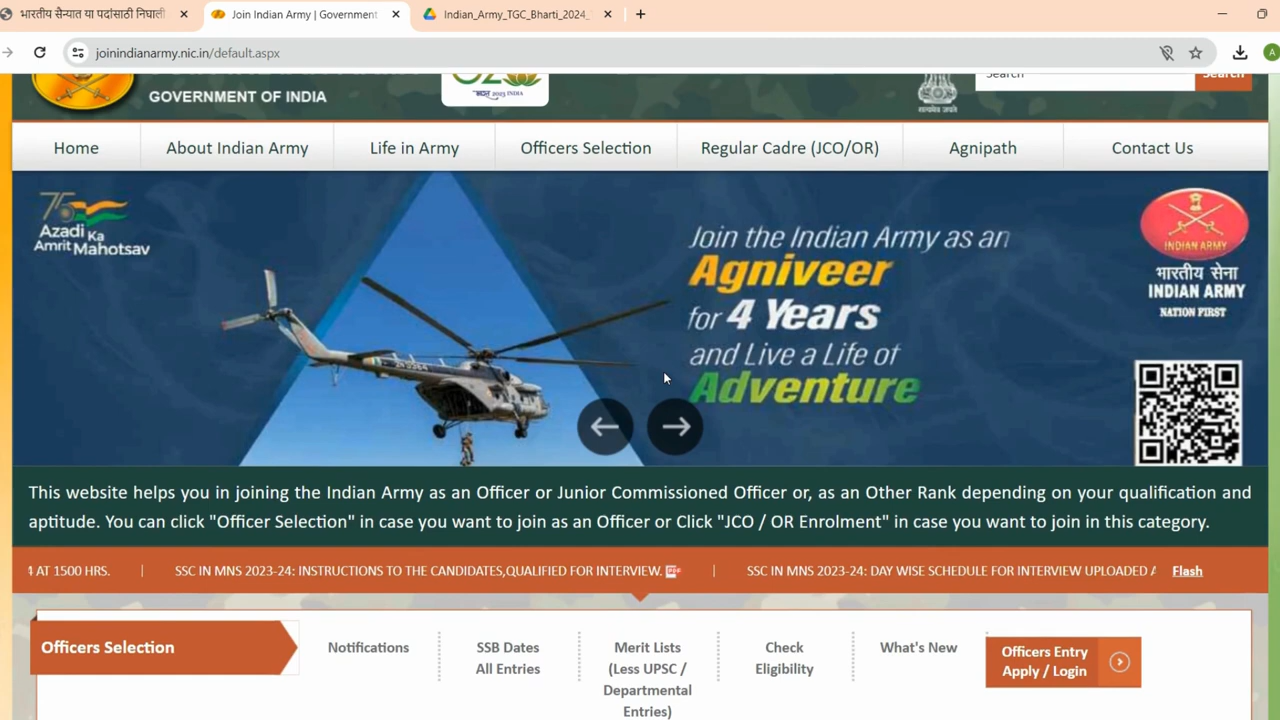 भारतीय सैन्यात या पदांसाठी निघाली
Join Indian Army | Government
Indian_Army_TGC_Bharti_2024_
joinindianarmy.nic.in/default.aspx
A
GOVERNMENT OF INDIA
सत्यमेव जयते
Search
Search
Home
About Indian Army
Life in Army
Officers Selection
Regular Cadre (JCO/OR)
Agnipath
Contact Us
75
Azadi Ka
Amrit Mahotsav
Join the Indian Army as an
Agniveer
for 4 Years
and Live a Life of
Adventure
INDIAN ARMY
भारतीय सेना
INDIAN ARMY
NATION FIRST
This website helps you in joining the Indian Army as an Officer or Junior Commissioned Officer or, as an Other Rank depending on your qualification and
aptitude. You can click "Officer Selection" in case you want to join as an Officer or Click "JCO / OR Enrolment" in case you want to join in this category.
4 AT 1500 HRS. | SSC IN MNS 2023-24: INSTRUCTIONS TO THE CANDIDATES,QUALIFIED FOR INTERVIEW. | SSC IN MNS 2023-24: DAY WISE SCHEDULE FOR INTERVIEW UPLOADED
Flash
Officers Selection
Notifications
SSB Dates
All Entries
Merit Lists
(Less UPSC /
Departmental
Entries)
Check
Eligibility
What's New
Officers Entry
Apply / Login